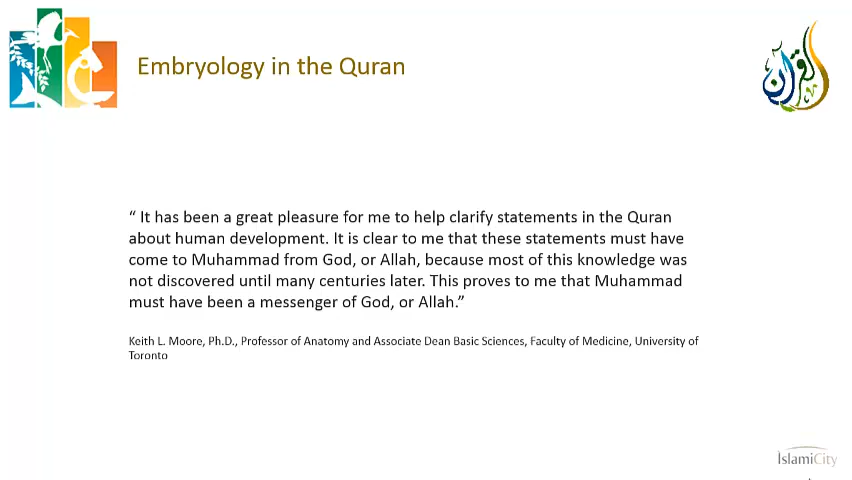 Embryology in the Quran
القرآن
“ It has been a great pleasure for me to help clarify statements in the Quran
about human development. It is clear to me that these statements must have
come to Muhammad from God, or Allah, because most of this knowledge was
not discovered until many centuries later. This proves to me that Muhammad
must have been a messenger of God, or Allah.”
Keith L. Moore, Ph.D., Professor of Anatomy and Associate Dean Basic Sciences, Faculty of Medicine, University of
Toronto
IslamiCity